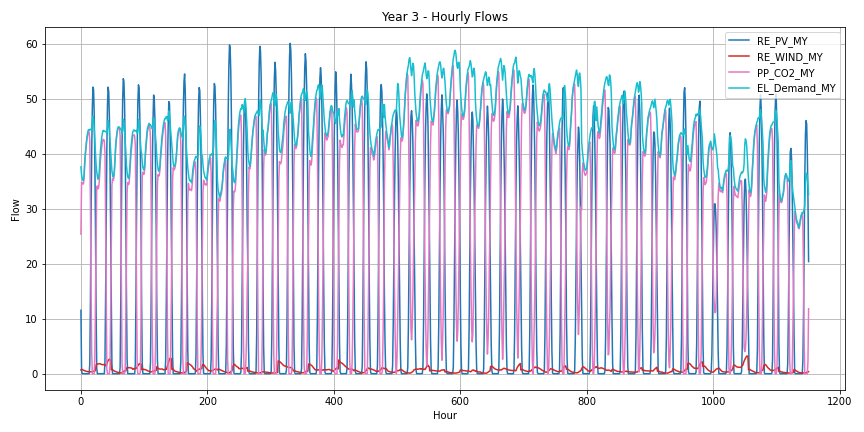 Year 3 - Hourly Flows
RE_PV_MY
RE_WIND_MY
PP_CO2_MY
EL_Demand_MY
60
50
40
30
20
10
0
Flow
0 200 400 600 800 1000 1200
Hour